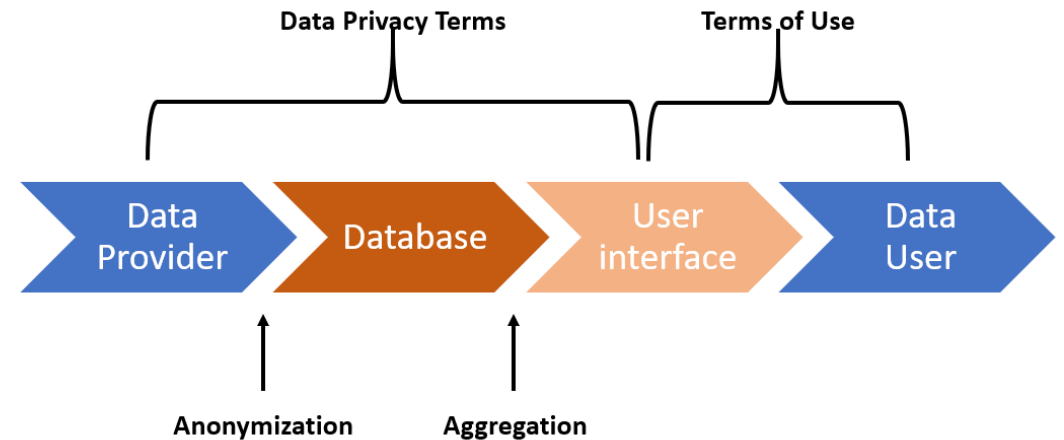 Data Privacy Terms
Terms of Use
Data
Provider
Database
User
interface
Data
User
Anonymization
Aggregation